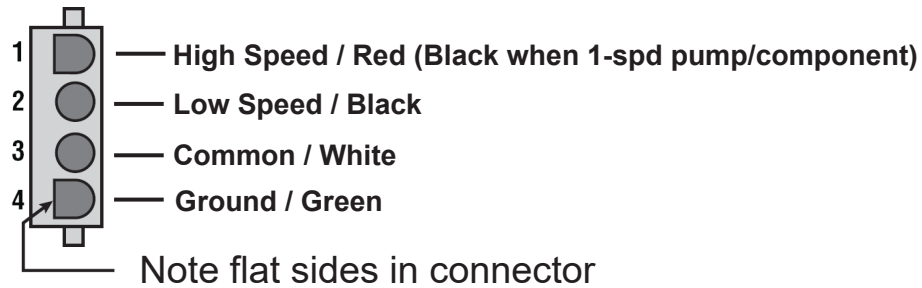 1 High Speed / Red (Black when 1-spd pump/component)
2 Low Speed / Black
3 Common / White
4 Ground / Green
Note flat sides in connector